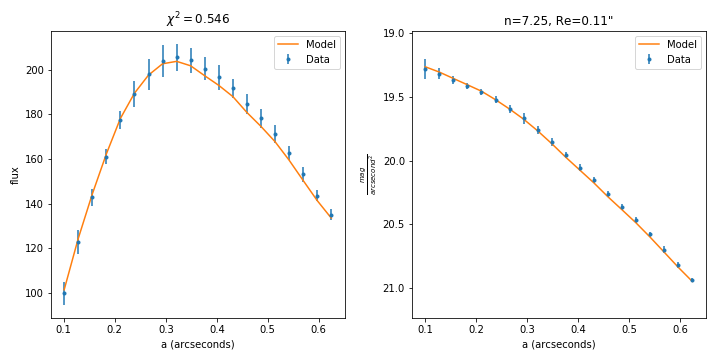 χ² = 0.546
flux
200
180
160
140
120
100
0.1 0.2 0.3 0.4 0.5 0.6
a (arcseconds)
Model
Data
n=7.25, Re=0.11"
mag
arcsecond²
19.0
19.5
20.0
20.5
21.0
0.1 0.2 0.3 0.4 0.5 0.6
a (arcseconds)
Model
Data